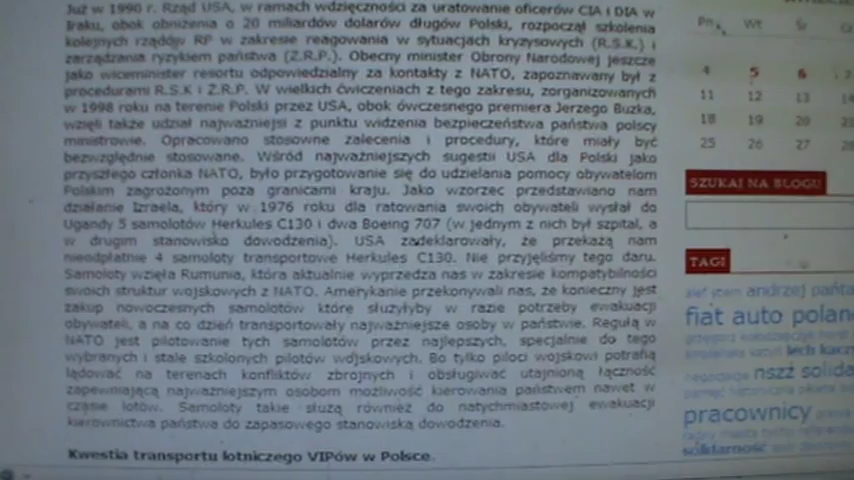 Już w 1990 r. Rząd USA, w ramach wdzięczności za uratowanie oficerów CIA i DIA w
Iraku, obok obniżenia o 20 miliardów dolarów długów Polski, rozpoczął szkolenia
kolejnych rządów RP w zakresie reagowania w sytuacjach kryzysowych (R.S.K.) i
zarządzania ryzykiem państwa (Z.R.P.). Obecny minister Obrony Narodowej jeszcze
jako wiceminister resortu odpowiedzialny za kontakty z NATO, zapoznawany był z
procedurami R.S.K i Z.R.P. W wielkich ćwiczeniach z tego zakresu, zorganizowanych
w 1998 roku na terenie Polski przez USA, obok ówczesnego premiera Jerzego Buzka,
wzięli także udział najważniejsi z punktu widzenia bezpieczeństwa państwa polscy
ministrowie. Opracowano stosowne zalecenia i procedury, które miały być
bezwzględnie stosowane. Wśród najważniejszych sugestii USA dla Polski jako
przyszłego członka NATO, było przygotowanie się do udzielania pomocy obywatelom
Polskim zagrożonym poza granicami kraju. Jako wzorzec przedstawiano nam
działanie Izraela, który w 1976 roku dla ratowania swoich obywateli wysłał do
Ugandy 5 samolotów Herkules C130 i dwa Boeing 707 (w jednym z nich był szpital, a
w drugim stanowisko dowodzenia). USA zadeklarowały, że przekażą nam
nieodpłatnie 4 samoloty transportowe Herkules C130. Nie przyjęliśmy tego daru.
Samoloty wzięła Rumunia, która aktualnie wyprzedza nas w zakresie kompatybilności
swoich struktur wojskowych z NATO. Amerykanie przekonywali nas, że konieczny jest
zakup nowoczesnych samolotów które służyłyby w razie potrzeby ewakuacji
obywateli, a na co dzień transportowały najważniejsze osoby w państwie. Regułą w
NATO jest pilotowanie tych samolotów przez najlepszych, specjalnie do tego
wybranych i stale szkolonych pilotów wojskowych. Bo tylko piloci wojskowi potrafią
lądować na terenach konfliktów zbrojnych i obsługiwać utajnioną łączność
zapewniającą najważniejszym osobom możliwość kierowania państwem nawet w
czasie lotów. Samoloty takie służą również do natychmiastowej ewakuacji
kierownictwa państwa do zapasowego stanowiska dowodzenia.
Kwestia transportu lotniczego VIPów w Polsce.
Pn Wt Śr
4 5 6 7
11 12 13 14
18 19 20 21
25 26 27 28
SZUKAJ NA BLOGU
TAGI
andrzej
fiat auto
lech
nszz
pracownicy
solidarność